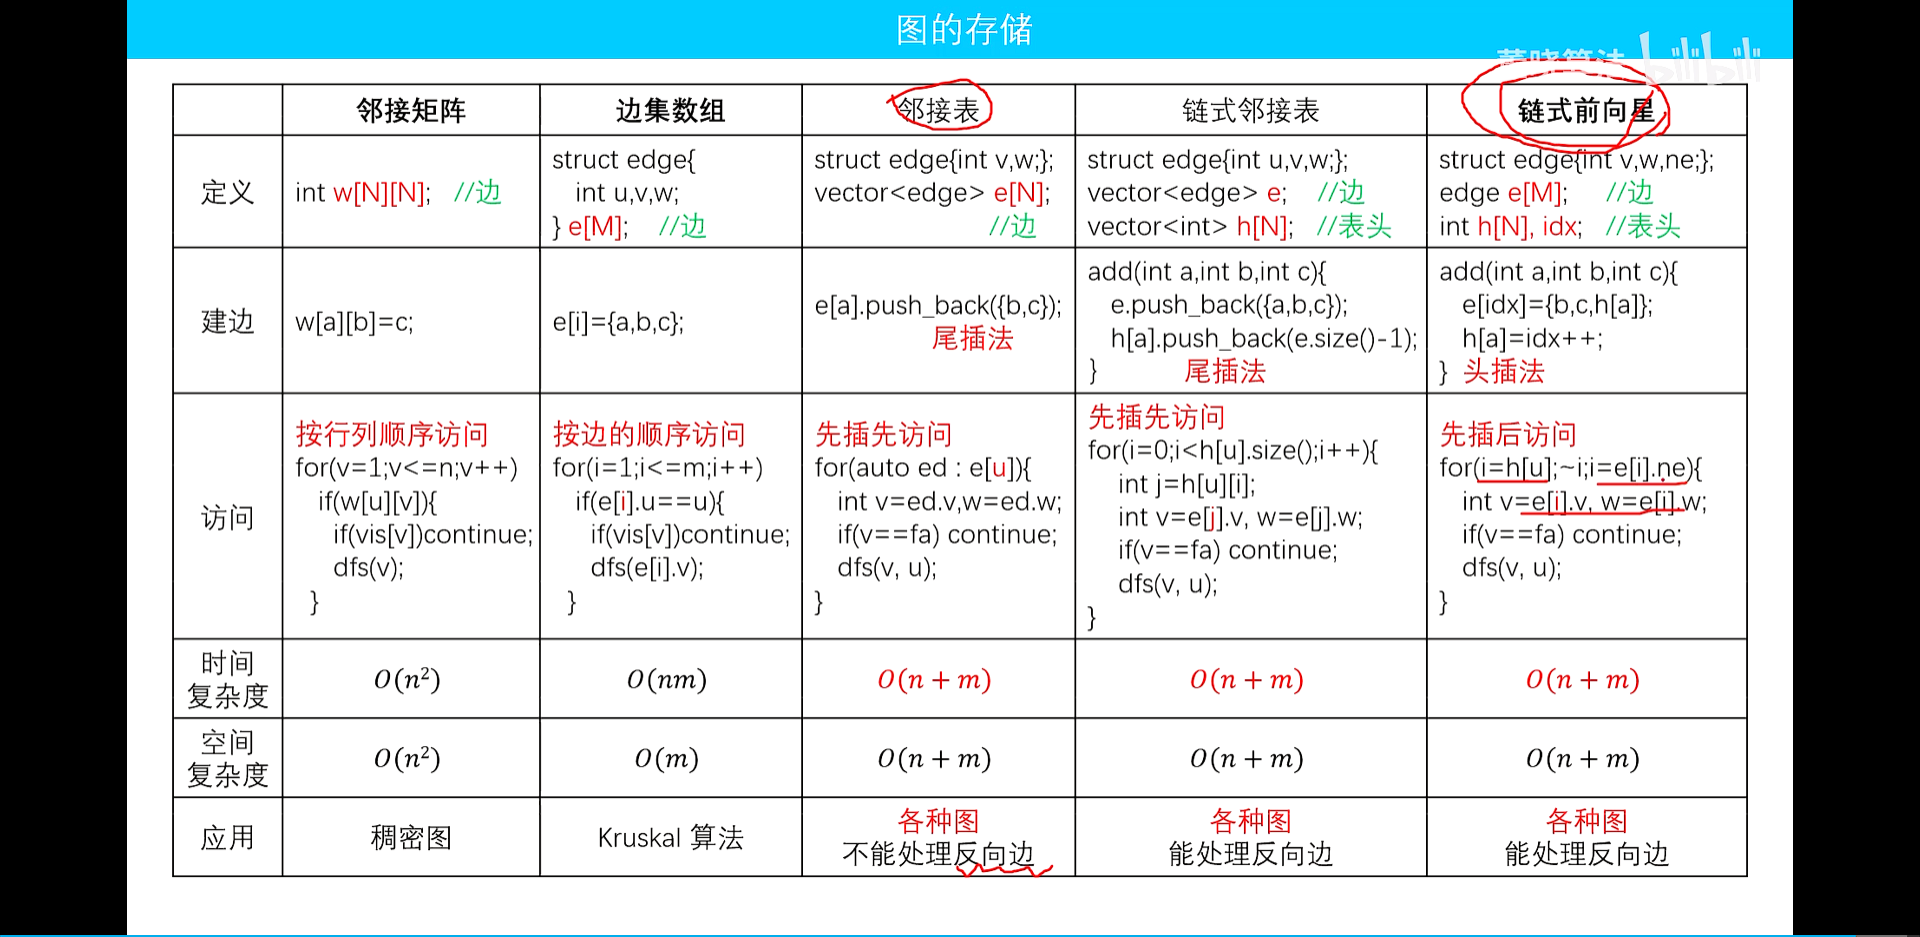 图的存储
bilibili
邻接矩阵
边集数组
邻接表
链式邻接表
链式前向星
定义
int w[N][N]; //边
struct edge{
int u,v,w;
} e[M]; //边
struct edge{int v,w;};
vector<edge> e[N];
//边
struct edge{int u,v,w;};
vector<edge> e; //边
vector<int> h[N]; //表头
struct edge{int v,w,ne;};
edge e[M]; //边
int h[N], idx; //表头
建边
w[a][b]=c;
e[i]={a,b,c};
e[a].push_back({b,c});
尾插法
add(int a,int b,int c){
e.push_back({a,b,c});
h[a].push_back(e.size()-1);
} 尾插法
add(int a,int b,int c){
e[idx]={b,c,h[a]};
h[a]=idx++;
} 头插法
访问
按行列顺序访问
for(v=1;v<=n;v++)
if(w[u][v]){
if(vis[v])continue;
dfs(v);
}
按边的顺序访问
for(i=1;i<=m;i++)
if(e[i].u==u){
if(vis[v])continue;
dfs(e[i].v);
}
先插先访问
for(auto ed : e[u]){
int v=ed.v,w=ed.w;
if(v==fa) continue;
dfs(v, u);
}
先插先访问
for(i=0;i<h[u].size();i++){
int j=h[u][i];
int v=e[j].v, w=e[j].w;
if(v==fa) continue;
dfs(v, u);
}
先插后访问
for(i=h[u];~i;i=e[i].ne){
int v=e[i].v, w=e[i].w;
if(v==fa) continue;
dfs(v, u);
}
时间
复杂度
O(n²)
O(nm)
O(n + m)
O(n + m)
O(n + m)
空间
复杂度
O(n²)
O(m)
O(n + m)
O(n + m)
O(n + m)
应用
稠密图
Kruskal 算法
各种图
不能处理反向边
各种图
能处理反向边
各种图
能处理反向边